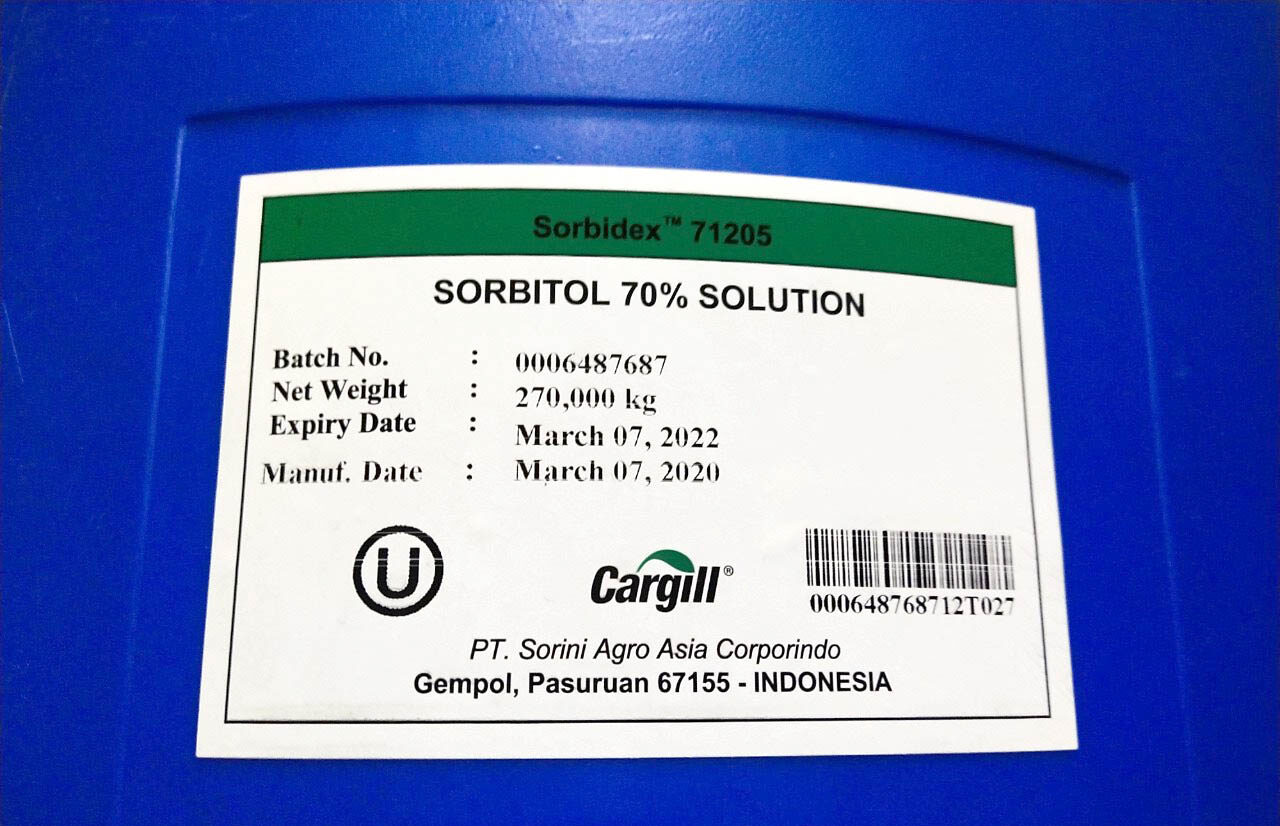 Sorbidex™ 71205
SORBITOL 70% SOLUTION
Batch No. : 0006487687
Net Weight : 270,000 kg
Expiry Date : March 07, 2022
Manuf. Date : March 07, 2020
U
Cargill®
000648768712T027
PT. Sorini Agro Asia Corporindo
Gempol, Pasuruan 67155 - INDONESIA